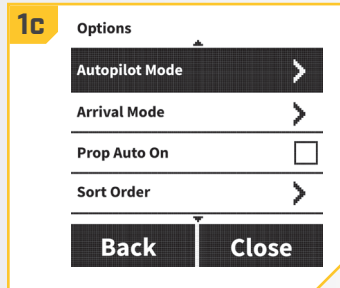 1c
Options
Autopilot Mode
Arrival Mode
Prop Auto On
Sort Order
Back Close